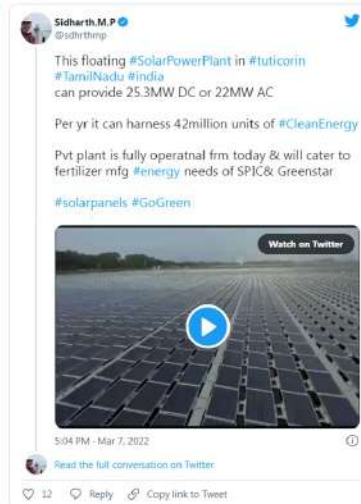 Sidharth.M.P
@sdhrthmp
This floating #SolarPowerPlant in #tuticorin
#TamilNadu #india
can provide 25.3MW DC or 22MW AC
Per yr it can harness 42million units of #CleanEnergy
Pvt plant is fully operatnal frm today & will cater to
fertilizer mfg #energy needs of SPIC& Greenstar
#solarpanels #GoGreen
Watch on Twitter
5:04 PM · Mar 7, 2022
Read the full conversation on Twitter
12 Reply Copy link to Tweet